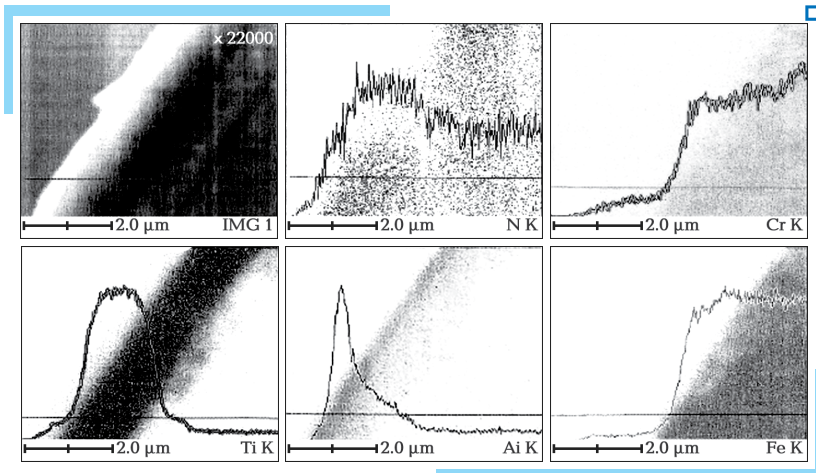 x 22000
2.0 µm IMG 1
2.0 µm N K
2.0 µm Cr K
2.0 µm Ti K
2.0 µm Ai K
2.0 µm Fe K